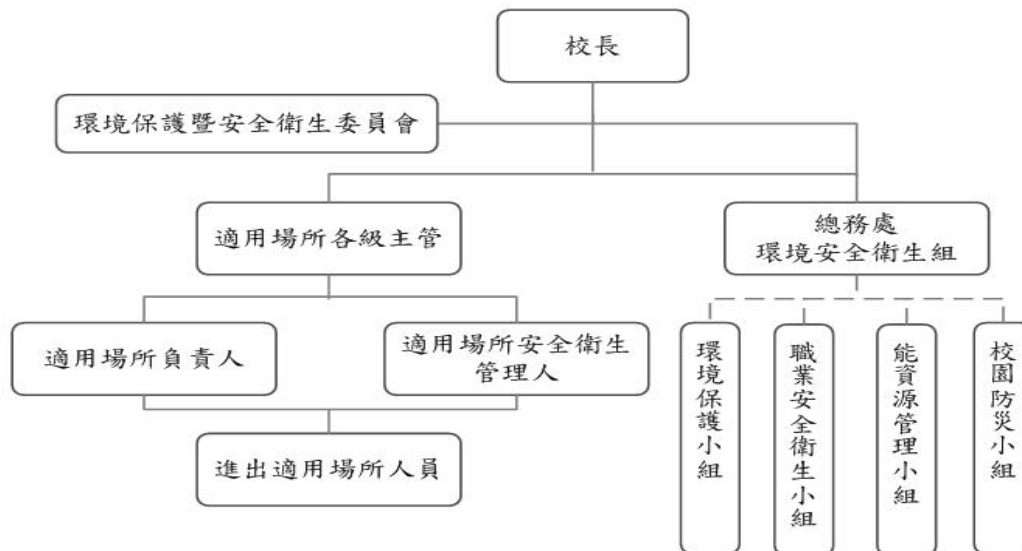 校長
環境保護暨安全衛生委員會
適用場所各級主管
總務處
環境安全衛生組
適用場所負責人
適用場所安全衛生
管理人
進出適用場所人員
環境保護小組
職業安全衛生小組
能資源管理小組
校園防災小組